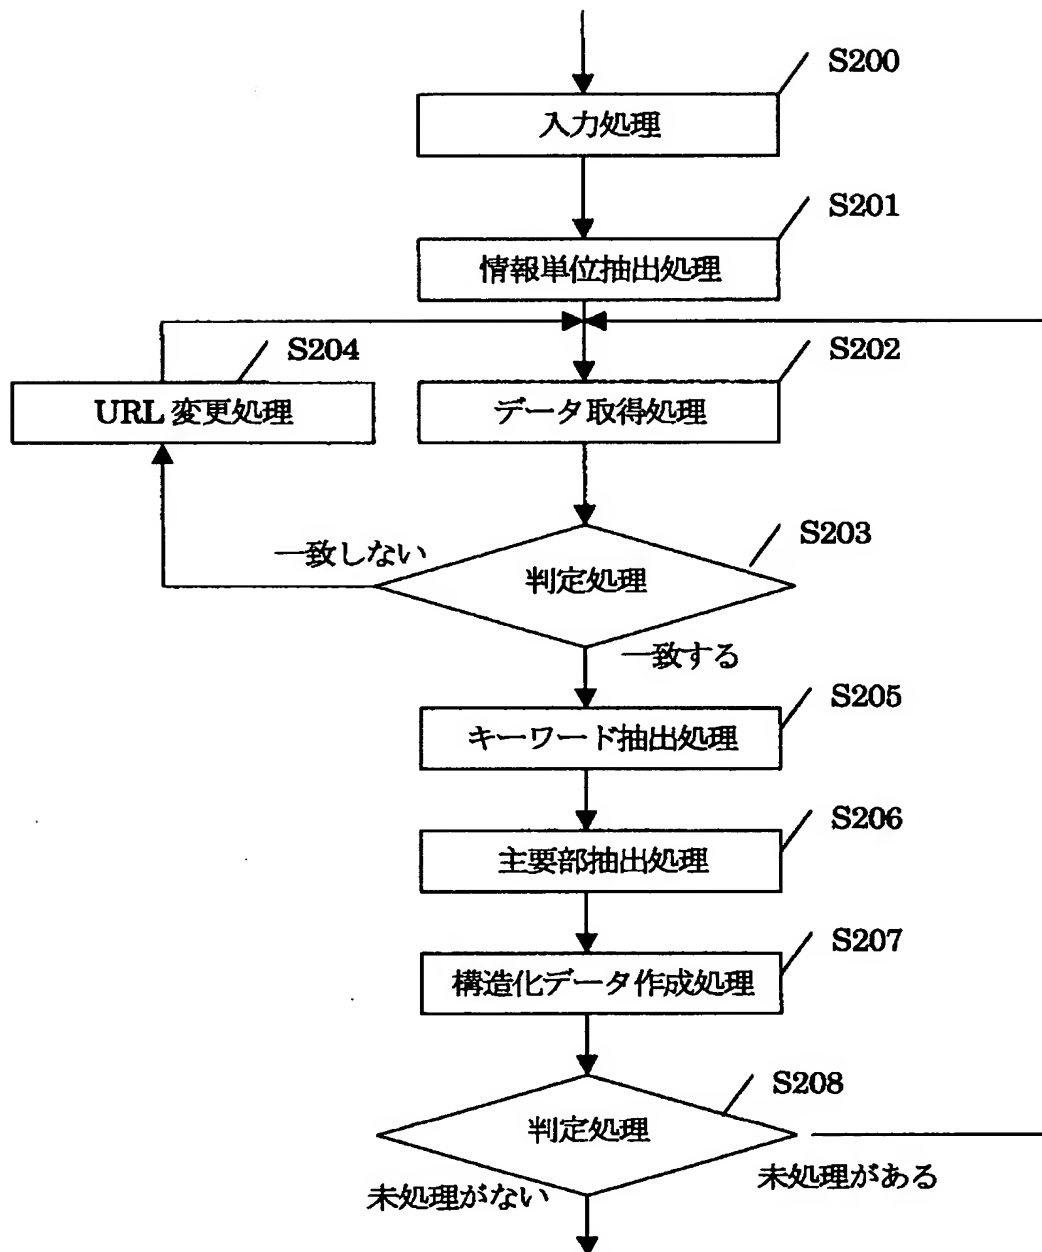 S200
入力処理
S201
情報単位抽出処理
S204
S202
URL 変更処理
データ取得処理
S203
一致しない
判定処理
一致する
S205
キーワード抽出処理
S206
主要部抽出処理
S207
構造化データ作成処理
S208
判定処理
未処理がある
未処理がない